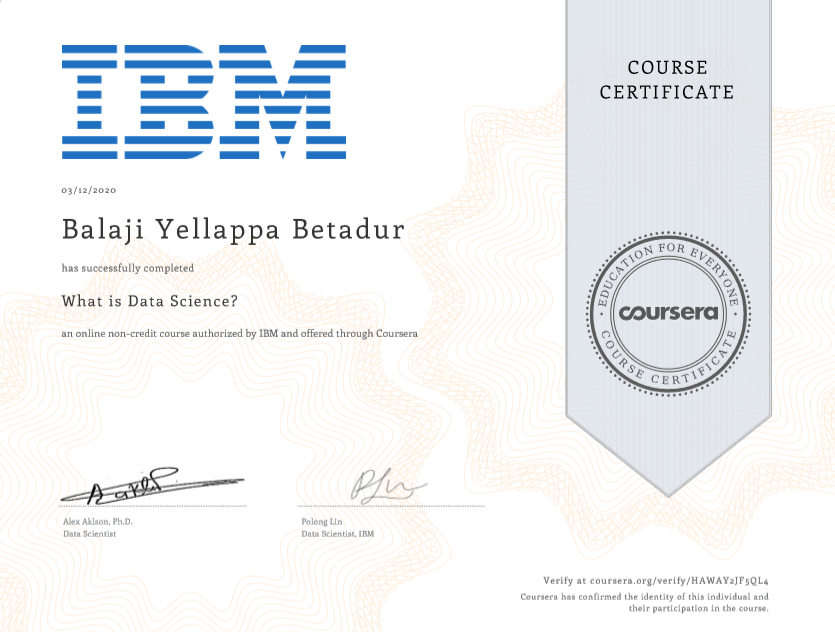 IBM
COURSE
CERTIFICATE
03/12/2020
Balaji Yellappa Betadur
has successfully completed
What is Data Science?
an online non-credit course authorized by IBM and offered through Coursera
EDUCATION FOR EVERYONE
coursera
COURSE CERTIFICATE
Alex Aklson, Ph.D.
Data Scientist
Polong Lin
Data Scientist, IBM
Verify at coursera.org/verify/HAWAY2JF5QL4
Coursera has confirmed the identity of this individual and
their participation in the course.